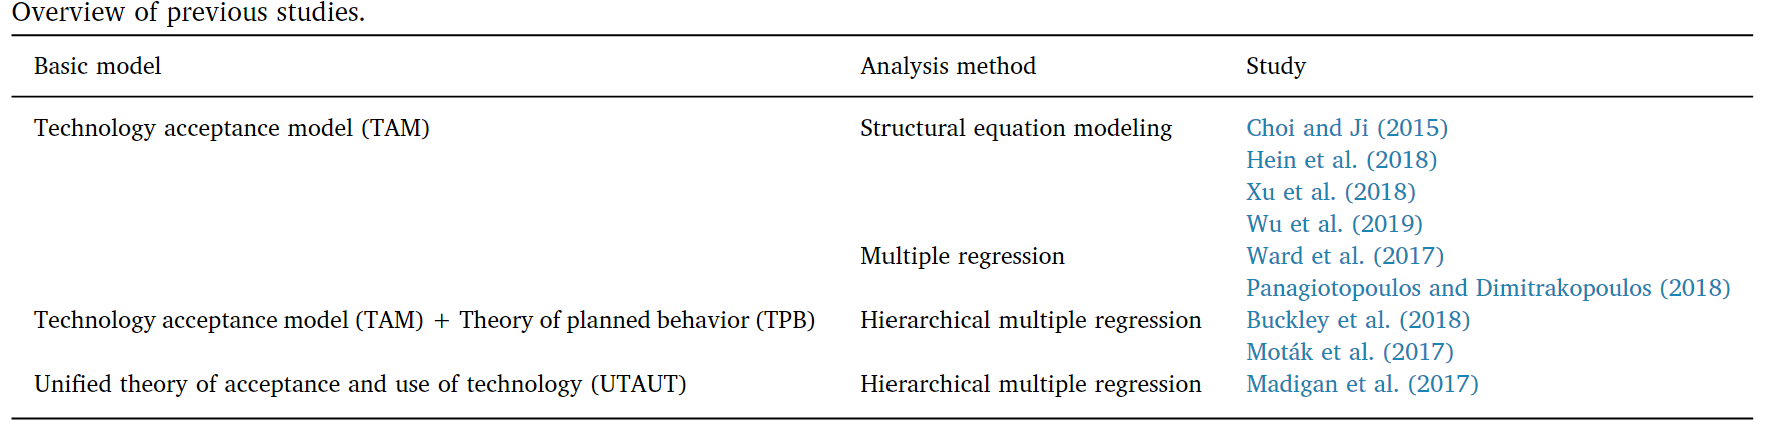 Overview of previous studies.
Basic model Analysis method Study
Technology acceptance model (TAM) Structural equation modeling Choi and Ji (2015)
Hein et al. (2018)
Xu et al. (2018)
Wu et al. (2019)
Multiple regression Ward et al. (2017)
Panagiotopoulos and Dimitrakopoulos (2018)
Technology acceptance model (TAM) + Theory of planned behavior (TPB) Hierarchical multiple regression Buckley et al. (2018)
Moták et al. (2017)
Unified theory of acceptance and use of technology (UTAUT) Hierarchical multiple regression Madigan et al. (2017)